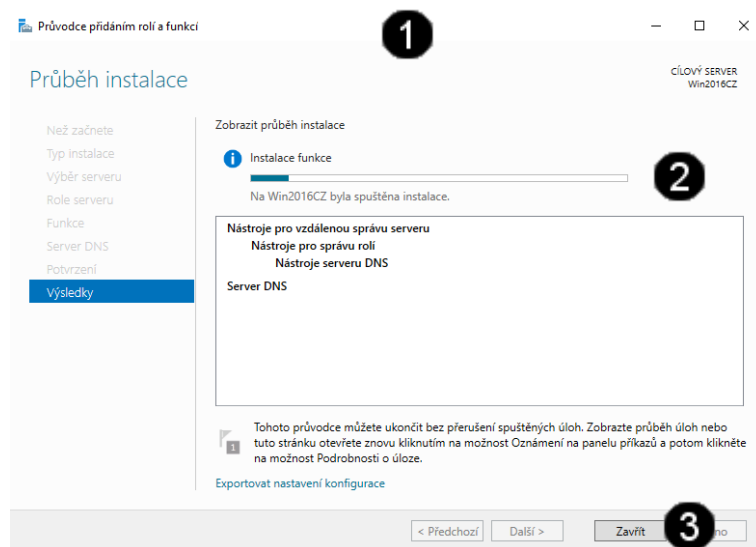 Průvodce přidáním rolí a funkcí
1
Průběh instalace
CÍLOVÝ SERVER
Win2016CZ
Než začnete
Typ instalace
Výběr serveru
Role serveru
Funkce
Server DNS
Potvrzení
Výsledky
Zobrazit průběh instalace
Instalace funkce
2
Na Win2016CZ byla spuštěna instalace.
Nástroje pro vzdálenou správu serveru
Nástroje pro správu rolí
Nástroje serveru DNS
Server DNS
1
Tohoto průvodce můžete ukončit bez přerušení spuštěných úloh. Zobrazte průběh úloh nebo
tuto stránku otevřete znovu kliknutím na možnost Oznámení na panelu příkazů a potom klikněte
na možnost Podrobnosti o úloze.
Exportovat nastavení konfigurace
< Předchozí
Další >
Zavřít
3